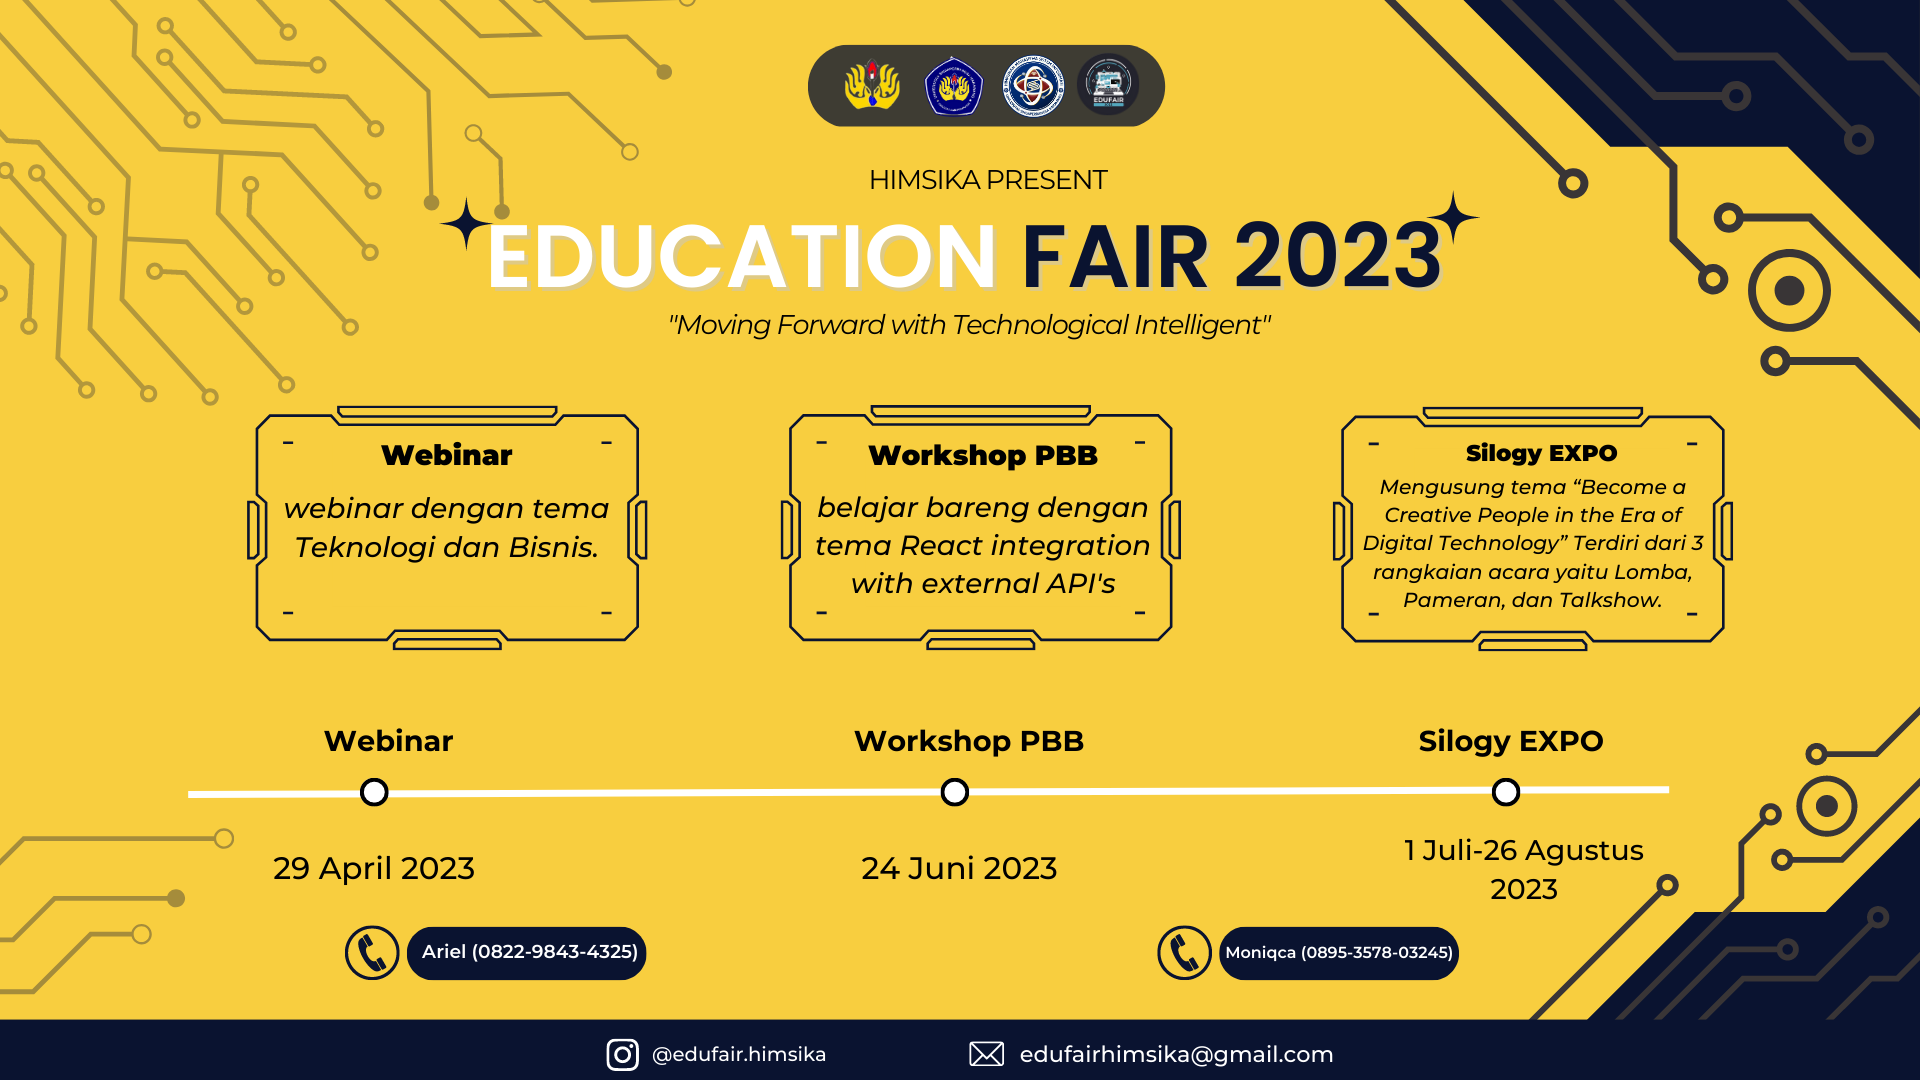 EDUFAIR
HIMSIKA PRESENT
EDUCATION FAIR 2023
"Moving Forward with Technological Intelligent"
Webinar
webinar dengan tema
Teknologi dan Bisnis.
Workshop PBB
belajar bareng dengan
tema React integration
with external API's
Silogy EXPO
Mengusung tema “Become a
Creative People in the Era of
Digital Technology” Terdiri dari 3
rangkaian acara yaitu Lomba,
Pameran, dan Talkshow.
Webinar
Workshop PBB
Silogy EXPO
29 April 2023
24 Juni 2023
1 Juli-26 Agustus
2023
Ariel (0822-9843-4325)
Moniqca (0895-3578-03245)
@edufair.himsika
edufairhimsika@gmail.com